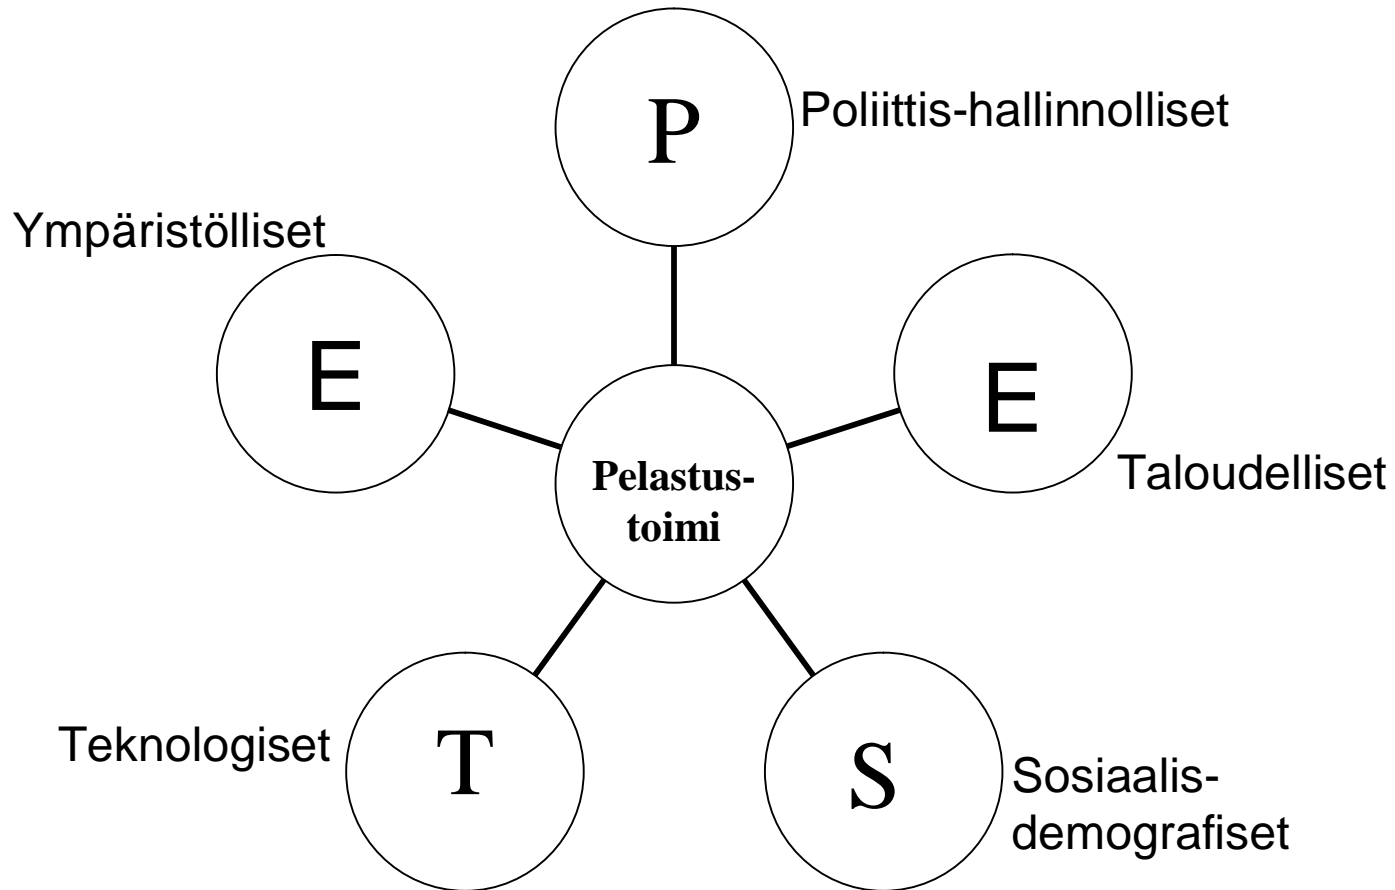 P
Poliittis-hallinnolliset
Ympäristölliset
E
E
Taloudelliset
Pelastus-
toimi
Teknologiset
T
S
Sosiaalis-
demografiset